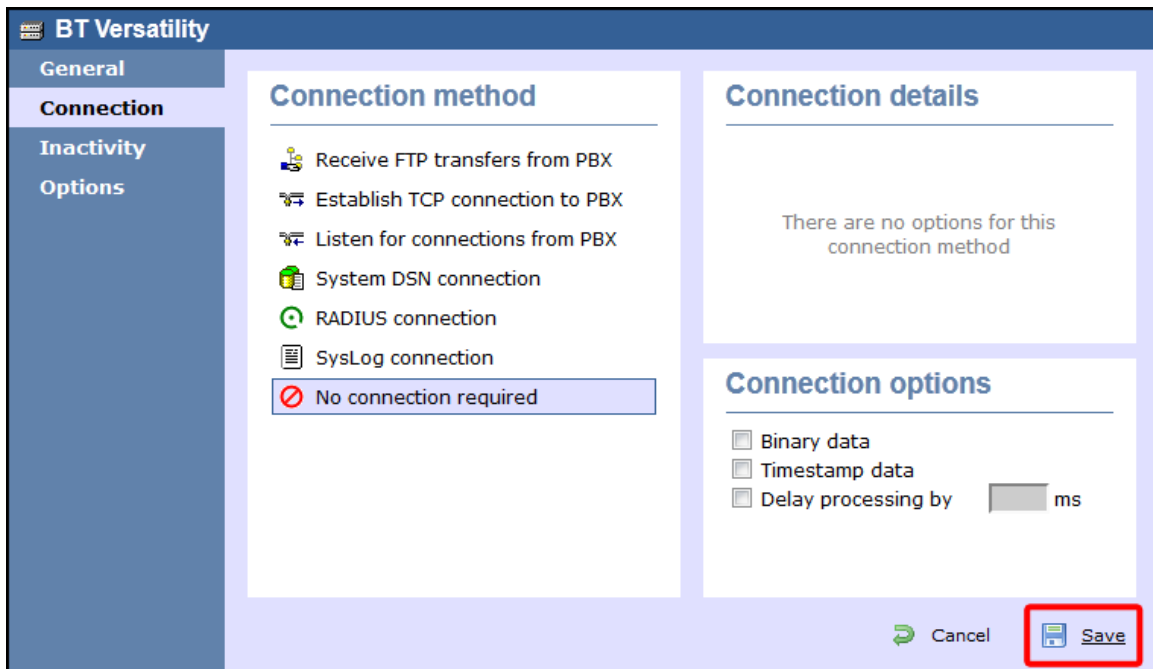 BT Versatility
General
Connection
Inactivity
Options
Connection method
Receive FTP transfers from PBX
Establish TCP connection to PBX
Listen for connections from PBX
System DSN connection
RADIUS connection
SysLog connection
No connection required
Connection details
There are no options for this
connection method
Connection options
Binary data
Timestamp data
Delay processing by ms
Cancel Save